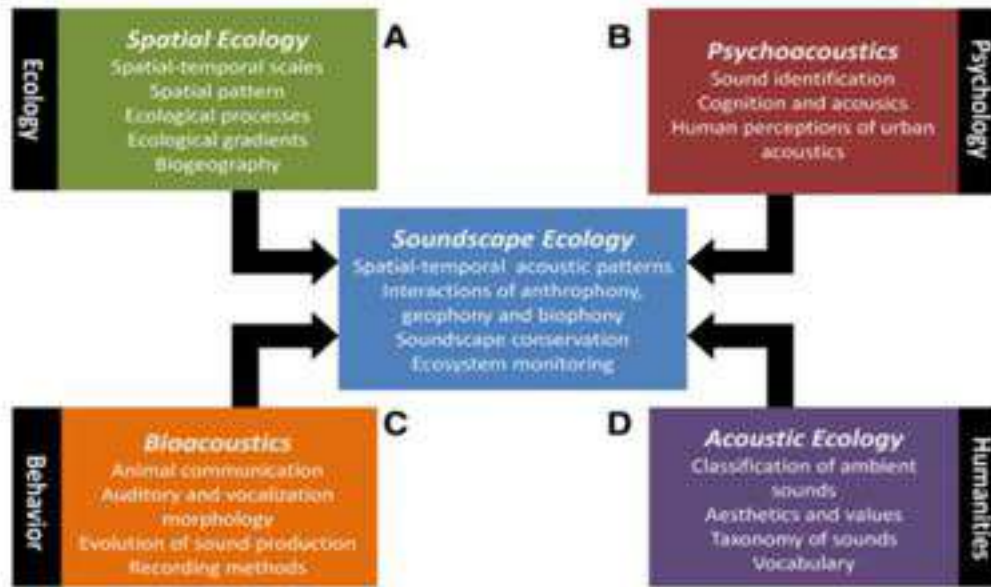 Ecology
Spatial Ecology
Spatial-temporal scales
Spatial pattern
Ecological processes
Ecological gradients
Biogeography
A
B
Psychoacoustics
Sound identification
Cognition and acousics
Human perceptions of urban
acoustics
Psychology
Soundscape Ecology
Spatial-temporal acoustic patterns
Interactions of anthrophony,
geophony and biophony
Soundscape conservation
Ecosystem monitoring
Behavior
Bioacoustics
Animal communication
Auditory and vocalization
morphology
Evolution of sound production
Recording methods
C
D
Acoustic Ecology
Classification of ambient
sounds
Aesthetics and values
Taxonomy of sounds
Vocabulary
Humanities